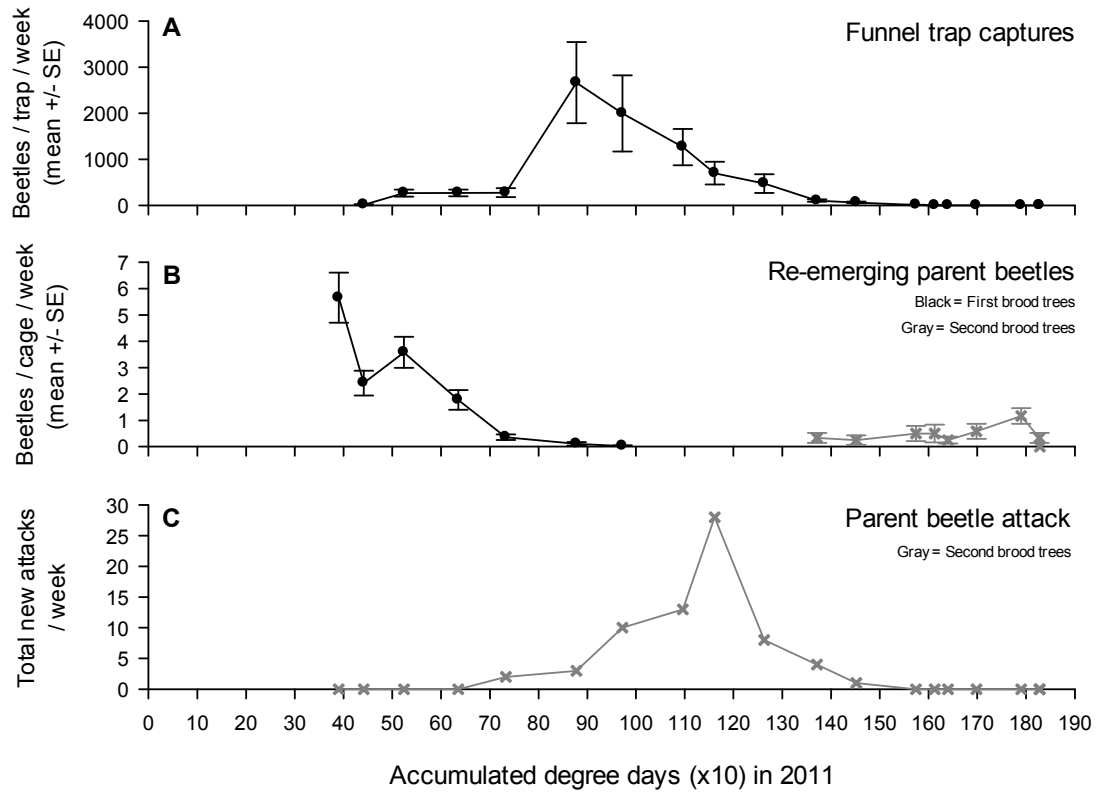 A
Funnel trap captures
Beetles / trap / week
(mean +/- SE)
4000
3000
2000
1000
0
B
Re-emerging parent beetles
Black = First brood trees
Gray = Second brood trees
Beetles / cage / week
(mean +/- SE)
7
6
5
4
3
2
1
0
C
Parent beetle attack
Gray = Second brood trees
Total new attacks
/ week
30
25
20
15
10
5
0
0 10 20 30 40 50 60 70 80 90 100 110 120 130 140 150 160 170 180 190
Accumulated degree days (x10) in 2011